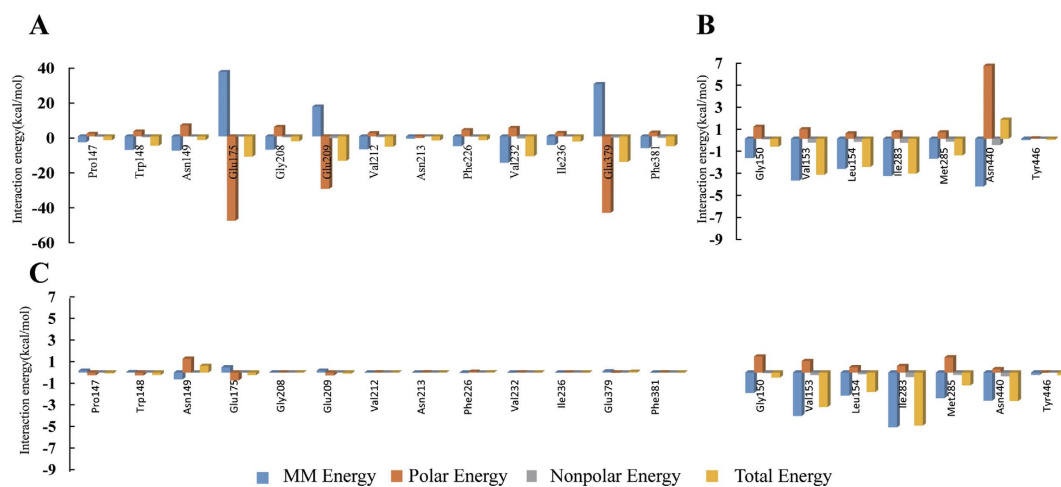 A
Interaction energy(kcal/mol)
40
20
0
-20
-40
-60
Pro147
Trp148
Asn149
Glu175
Gly208
Glu209
Val212
Asn213
Phe226
Val232
Ile236
Glu379
Phe381
B
Interaction energy(kcal/mol)
7
5
3
1
-1
-3
-5
-7
-9
Gly150
Val153
Leu154
Ile283
Met285
Asn440
Tyr446
C
Interaction energy(kcal/mol)
7
5
3
1
-1
-3
-5
-7
-9
Pro147
Trp148
Asn149
Glu175
Gly208
Glu209
Val212
Asn213
Phe226
Val232
Ile236
Glu379
Phe381
Gly150
Val153
Leu154
Ile283
Met285
Asn440
Tyr446
MM Energy Polar Energy Nonpolar Energy Total Energy